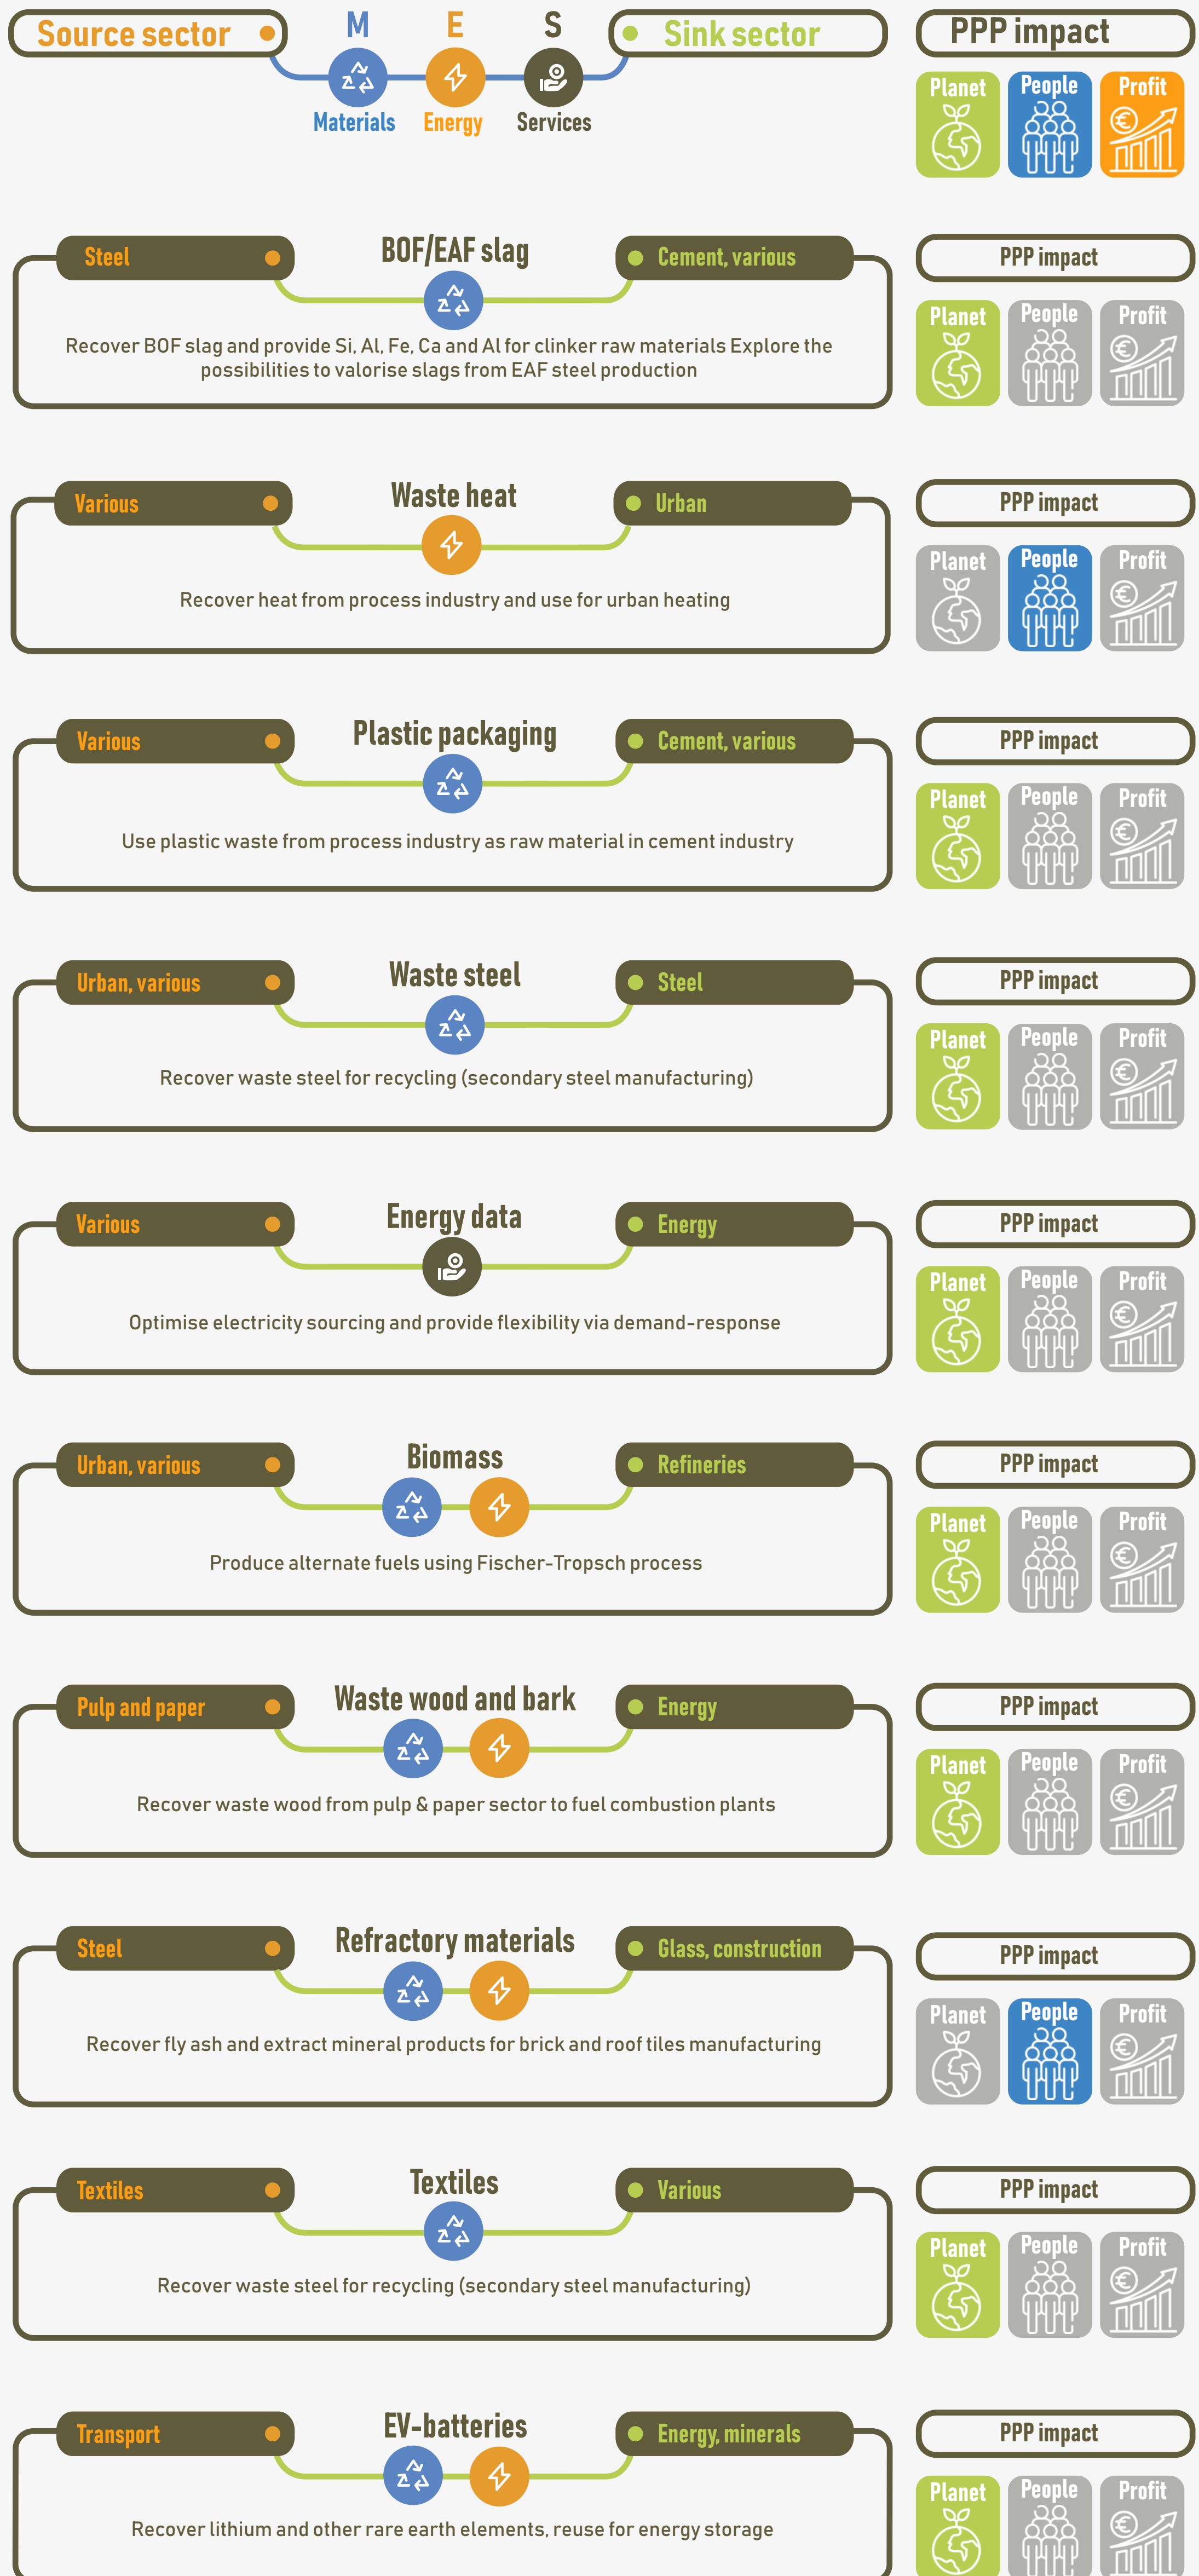 Source sector
M
E
S
Sink sector
PPP impact
Materials
Energy
Services
Planet
People
Profit
Steel
BOF/EAF slag
Cement, various
PPP impact
Recover BOF slag and provide Si, Al, Fe, Ca and Al for clinker raw materials Explore the
possibilities to valorise slags from EAF steel production
Planet
People
Profit
Various
Waste heat
Urban
PPP impact
Recover heat from process industry and use for urban heating
Planet
People
Profit
Various
Plastic packaging
Cement, various
PPP impact
Use plastic waste from process industry as raw material in cement industry
Planet
People
Profit
Urban, various
Waste steel
Steel
PPP impact
Recover waste steel for recycling (secondary steel manufacturing)
Planet
People
Profit
Various
Energy data
Energy
PPP impact
Optimise electricity sourcing and provide flexibility via demand-response
Planet
People
Profit
Urban, various
Biomass
Refineries
PPP impact
Produce alternate fuels using Fischer-Tropsch process
Planet
People
Profit
Pulp and paper
Waste wood and bark
Energy
PPP impact
Recover waste wood from pulp & paper sector to fuel combustion plants
Planet
People
Profit
Steel
Refractory materials
Glass, construction
PPP impact
Recover fly ash and extract mineral products for brick and roof tiles manufacturing
Planet
People
Profit
Textiles
Textiles
Various
PPP impact
Recover waste steel for recycling (secondary steel manufacturing)
Planet
People
Profit
Transport
EV-batteries
Energy, minerals
PPP impact
Recover lithium and other rare earth elements, reuse for energy storage
Planet
People
Profit